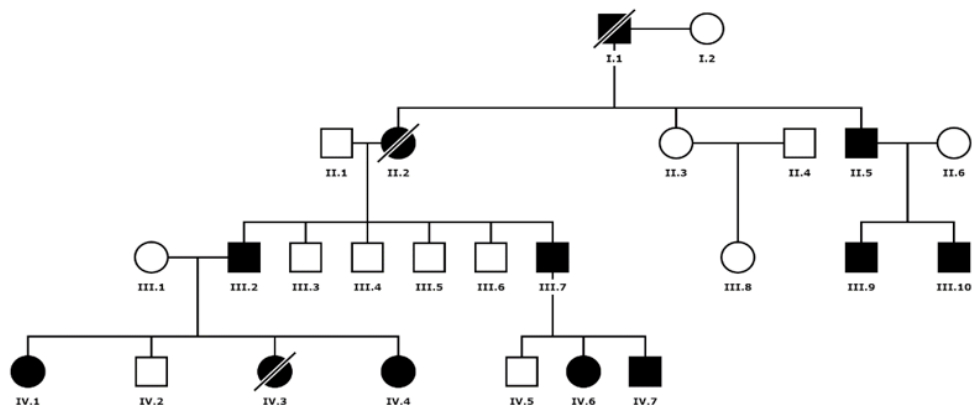 I.1 I.2
II.1 II.2 II.3 II.4 II.5 II.6
III.1 III.2 III.3 III.4 III.5 III.6 III.7 III.8 III.9 III.10
IV.1 IV.2 IV.3 IV.4 IV.5 IV.6 IV.7